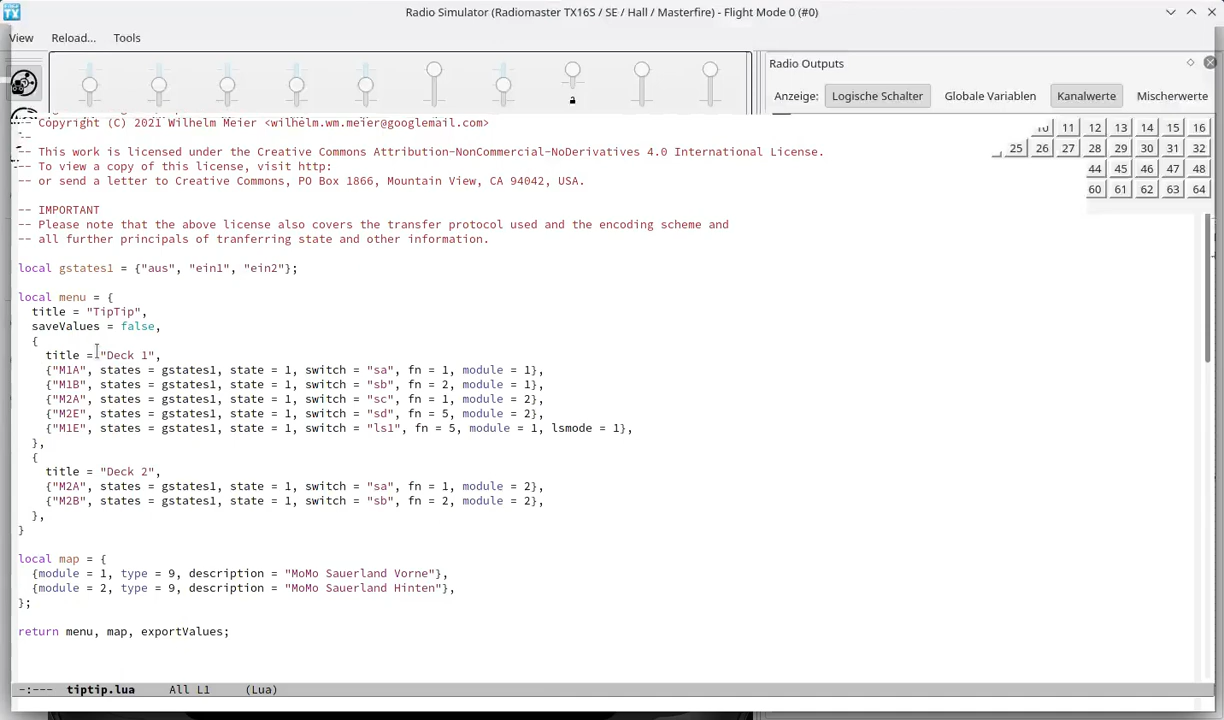 Radio Simulator (Radiomaster TX16S / SE / Hall / Masterfire) - Flight Mode 0 (#0)
View Reload... Tools
Radio Outputs
Anzeige: Logische Schalter Globale Variablen Kanalwerte Mischerwerte
10 11 12 13 14 15 16
25 26 27 28 29 30 31 32
44 45 46 47 48
60 61 62 63 64
-- Copyright (C) 2021 Wilhelm Meier <wilhelm.wm.meier@googlemail.com>
--
-- This work is licensed under the Creative Commons Attribution-NonCommercial-NoDerivatives 4.0 International License.
-- To view a copy of this license, visit http:
-- or send a letter to Creative Commons, PO Box 1866, Mountain View, CA 94042, USA.
-- IMPORTANT
-- Please note that the above license also covers the transfer protocol used and the encoding scheme and
-- all further principals of tranferring state and other information.
local gstates1 = {"aus", "ein1", "ein2"};
local menu = {
title = "TipTip",
saveValues = false,
{
title = "Deck 1",
{"M1A", states = gstates1, state = 1, switch = "sa", fn = 1, module = 1},
{"M1B", states = gstates1, state = 1, switch = "sb", fn = 2, module = 1},
{"M2A", states = gstates1, state = 1, switch = "sc", fn = 1, module = 2},
{"M2E", states = gstates1, state = 1, switch = "sd", fn = 5, module = 2},
{"M1E", states = gstates1, state = 1, switch = "ls1", fn = 5, module = 1, lsmode = 1},
},
{
title = "Deck 2",
{"M2A", states = gstates1, state = 1, switch = "sa", fn = 1, module = 2},
{"M2B", states = gstates1, state = 1, switch = "sb", fn = 2, module = 2},
},
}
local map = {
{module = 1, type = 9, description = "MoMo Sauerland Vorne"},
{module = 2, type = 9, description = "MoMo Sauerland Hinten"},
};
return menu, map, exportValues;
-:--- tiptip.lua All L1 (Lua)